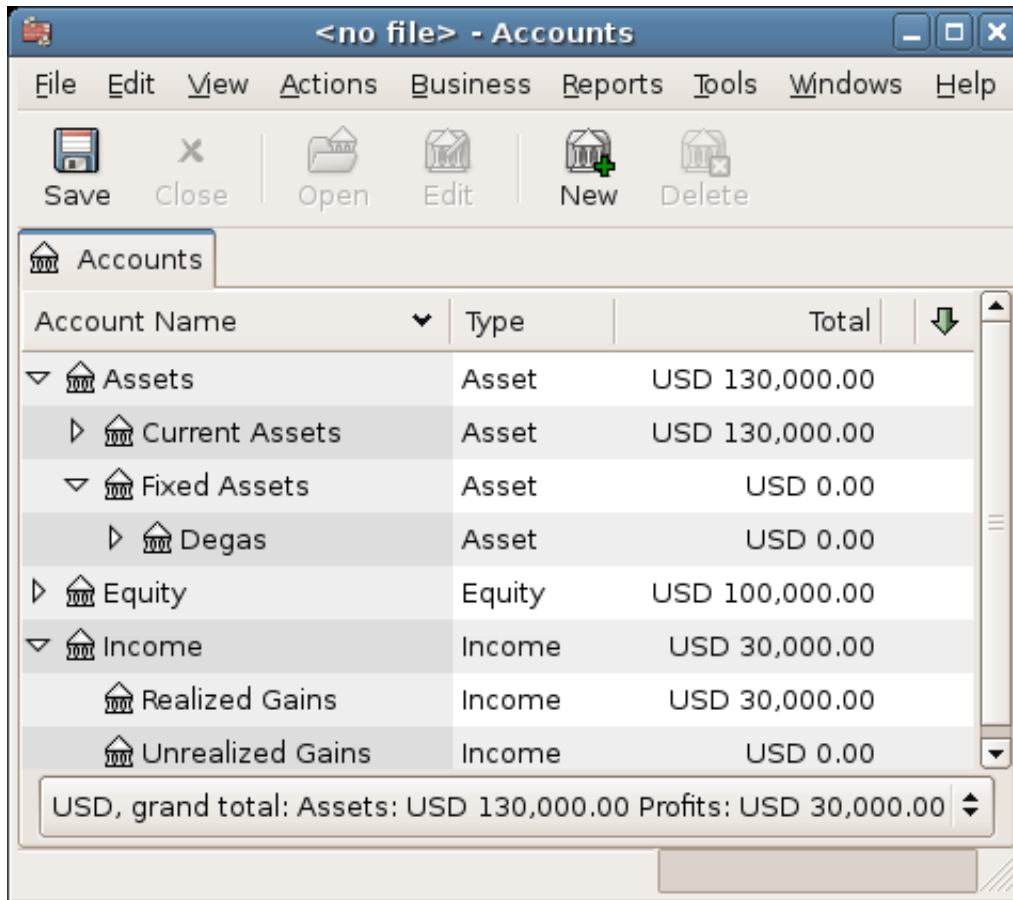 <no file> - Accounts
File Edit View Actions Business Reports Tools Windows Help
Save Close Open Edit New Delete
Accounts
Account Name Type Total
Assets Asset USD 130,000.00
Current Assets Asset USD 130,000.00
Fixed Assets Asset USD 0.00
Degas Asset USD 0.00
Equity Equity USD 100,000.00
Income Income USD 30,000.00
Realized Gains Income USD 30,000.00
Unrealized Gains Income USD 0.00
USD, grand total: Assets: USD 130,000.00 Profits: USD 30,000.00